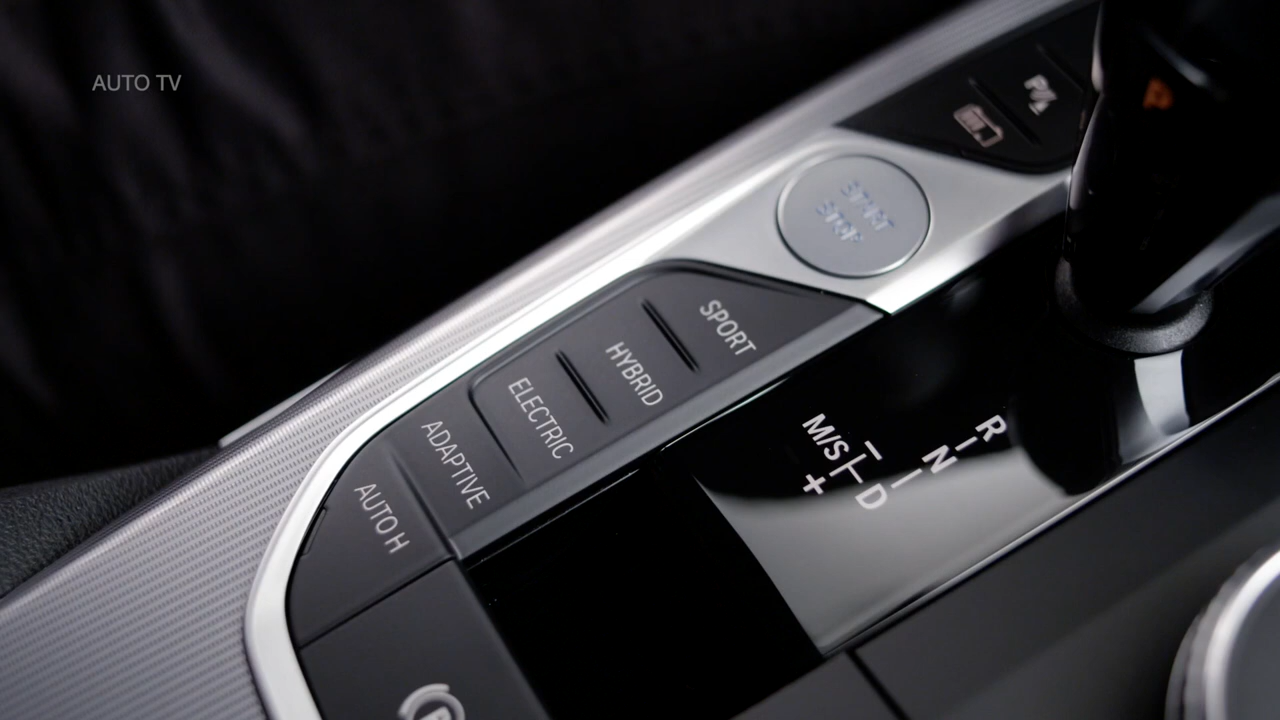 AUTO TV
START
STOP
SPORT
HYBRID
ELECTRIC
ADAPTIVE
AUTO H
R
N
M/S
D
+
P